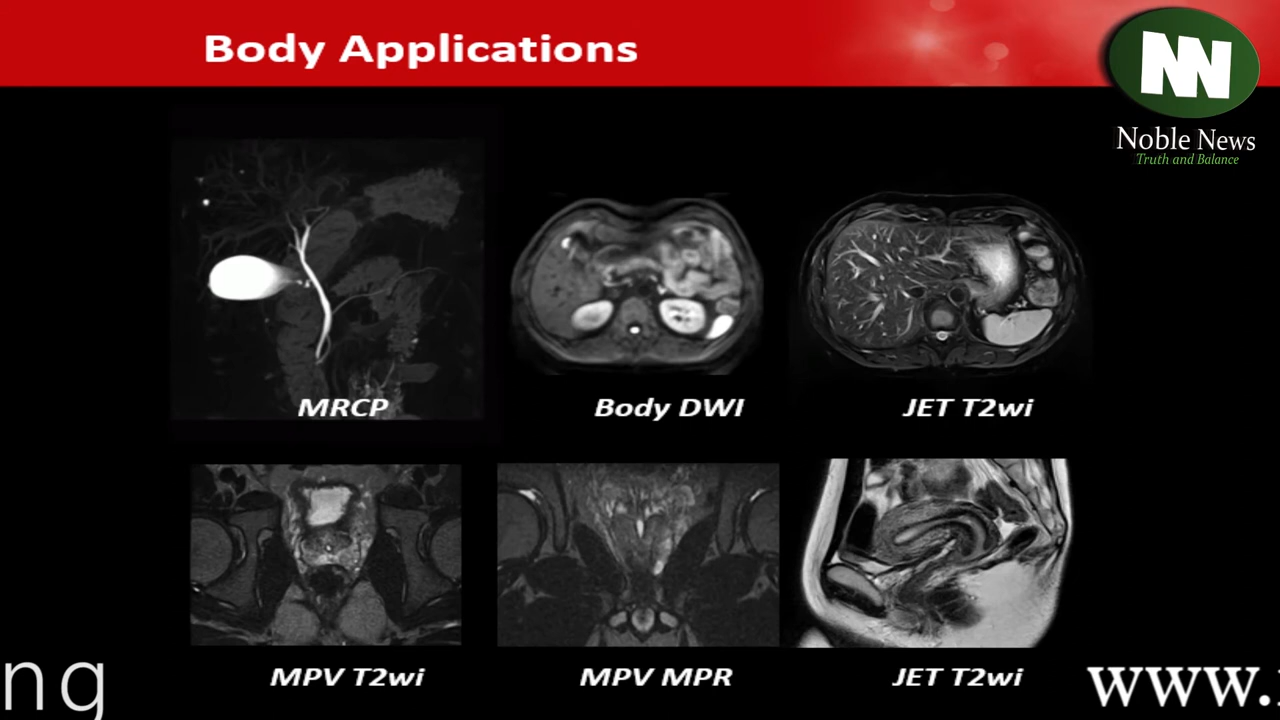 Body Applications
Noble News
Truth and Balance
MRCP
Body DWI
JET T2wi
MPV T2wi
MPV MPR
JET T2wi
ng
www.